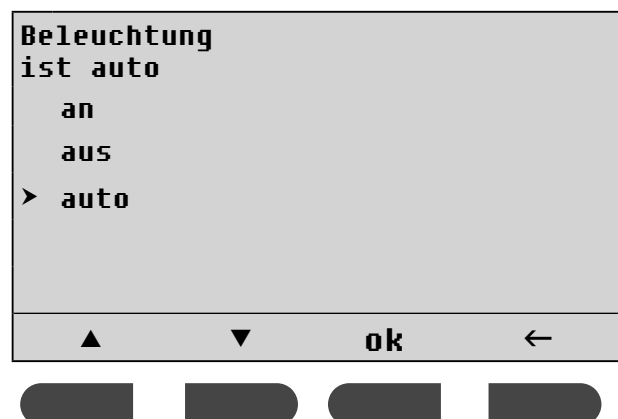 Beleuchtung
ist auto
an
aus
➤ auto
▲ ▼ ok ←